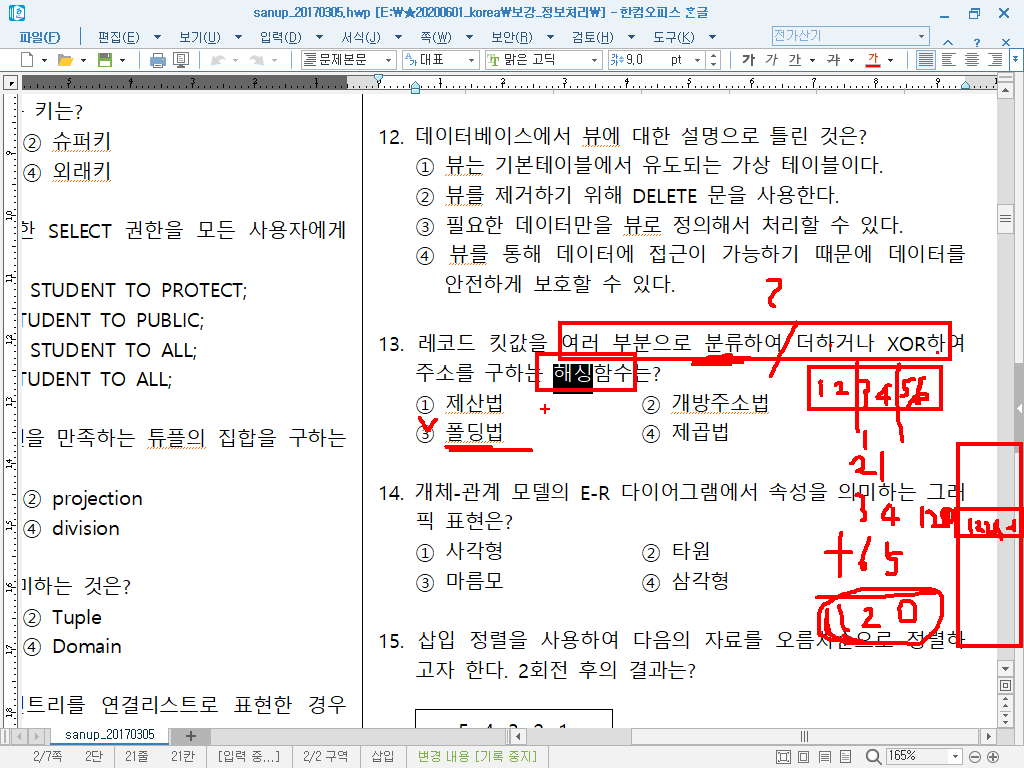 sanup_20170305.hwp [E:₩★20200601_korea₩보강_정보처리₩] - 한컴오피스 흔글
파일(F) 편집(E) 보기(U) 입력(D) 서식(J) 쪽(W) 보안(R) 검토(H) 도구(K) 전가산기
문제본문 대표 맑은 고딕 9,0 pt 가 가 가 가 가
키는?
② 슈퍼키
④ 외래키
한 SELECT 권한을 모든 사용자에게
STUDENT TO PROTECT;
TUDENT TO PUBLIC;
STUDENT TO ALL;
TUDENT TO ALL;
을 만족하는 튜플의 집합을 구하는
② projection
④ division
미하는 것은?
② Tuple
④ Domain
트리를 연결리스트로 표현한 경우
12. 데이터베이스에서 뷰에 대한 설명으로 틀린 것은?
① 뷰는 기본테이블에서 유도되는 가상 테이블이다.
② 뷰를 제거하기 위해 DELETE 문을 사용한다.
③ 필요한 데이터만을 뷰로 정의해서 처리할 수 있다.
④ 뷰를 통해 데이터에 접근이 가능하기 때문에 데이터를
안전하게 보호할 수 있다.
?
13. 레코드 킷값을 여러 부분으로 분류하여 더하거나 XOR하여
주소를 구하는 해싱함수는?
① 제산법 ② 개방주소법
③ 폴딩법 ④ 제곱법
12 34 56
21
34
+65
120
14. 개체-관계 모델의 E-R 다이어그램에서 속성을 의미하는 그래
픽 표현은?
① 사각형 ② 타원
③ 마름모 ④ 삼각형
15. 삽입 정렬을 사용하여 다음의 자료를 오름차순으로 정렬하
고자 한다. 2회전 후의 결과는?
5 4 3 2 1
sanup_20170305
2/7쪽 2단 21줄 21칸 [입력 중...] 2/2 구역 삽입 변경 내용 [기록 중지] 165%